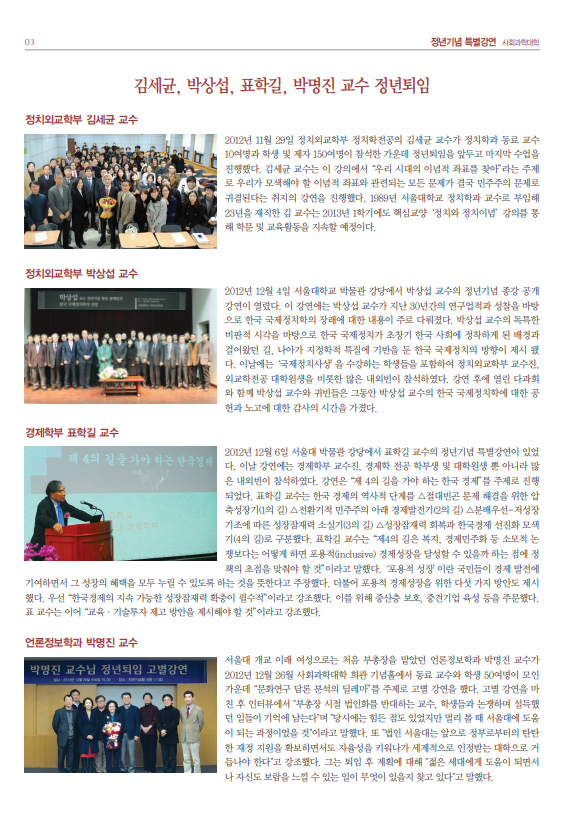 03
정년기념 특별강연 사회과학대학
김세균, 박상섭, 표학길, 박명진 교수 정년퇴임
정치외교학부 김세균 교수
2012년 11월 29일 정치외교학부 정치학전공의 김세균 교수가 정치학과 동료 교수
10여명과 학생 및 제자 150여명이 참석한 가운데 정년퇴임을 앞두고 마지막 수업을
진행했다. 김세균 교수는 이 강의에서 “우리 시대의 이념적 좌표를 찾아”라는 주제
로 우리가 모색해야 할 이념적 좌표와 관련되는 모든 문제가 결국 민주주의 문제로
귀결된다는 취지의 강연을 진행했다. 1989년 서울대학교 정치학과 교수로 부임해
23년을 재직한 김 교수는 2013년 1학기에도 핵심교양 ‘정치와 정치이념’ 강의를 통
해 학문 및 교육활동을 지속할 예정이다.
정치외교학부 박상섭 교수
박상섭
2012년 12월 4일 서울대학교 박물관 강당에서 박상섭 교수의 정년기념 종강 공개
강연이 열렸다. 이 강연에는 박상섭 교수가 지난 30년간의 연구업적과 성찰을 바탕
으로 한국 국제정치학의 장래에 대한 내용이 주로 다뤄졌다. 박상섭 교수의 독특한
비판적 시각을 바탕으로 한국 국제정치가 초창기 한국 사회에 정착하게 된 배경과
걸어왔던 길, 나아가 지정학적 특질에 기반을 둔 한국 국제정치의 방향이 제시 됐
다. 이날에는 ‘국제정치사상’ 을 수강하는 학생들을 포함하여 정치외교학부 교수진,
외교학전공 대학원생을 비롯한 많은 내외빈이 참석하였다. 강연 후에 열린 다과회
와 함께 박상섭 교수와 귀빈들은 그동안 박상섭 교수의 한국 국제정치학에 대한 공
헌과 노고에 대한 감사의 시간을 가졌다.
경제학부 표학길 교수
제 4의 길을 가야 하는 한국경제
표학길
2012년 12월 6일 서울대 박물관 강당에서 표학길 교수의 정년기념 특별강연이 있었
다. 이날 강연에는 경제학부 교수진, 경제학 전공 학부생 및 대학원생 뿐 아니라 많
은 내외빈이 참석하였다. 강연은 “제 4의 길을 가야 할 한국 경제”를 주제로 진행
되었다. 표학길 교수는 한국 경제의 역사적 단계를 △절대빈곤 문제 해결을 위한 압
축성장기(1의 길) △전환기적 민주주의 아래 경제발전기(2의 길) △분배우선-저성장
기조에 따른 성장잠재력 소실기(3의 길) △성장잠재력 회복과 한국경제 선진화 모색
기(4의 길)로 구분했다. 표학길 교수는 “제4의 길은 복지, 경제민주화 등 소모적 논
쟁보다는 어떻게 하면 포용적(inclusive) 경제성장을 달성할 수 있을까 하는 점에 정
책의 초점을 맞춰야 할 것”이라고 말했다. ‘포용적 성장’ 이란 국민들이 경제 발전에
기여하면서 그 성장의 혜택을 모두 누릴 수 있도록 하는 것을 뜻한다고 주장했다. 더불어 포용적 경제성장을 위한 다섯 가지 방안도 제시
했다. 우선 “한국경제의 지속 가능한 성장잠재력 확충이 필수적”이라고 강조했다. 이를 위해 중산층 보호, 중견기업 육성 등을 주문했다.
표 교수는 이어 “교육 · 기술투자 제고 방안을 제시해야 할 것”이라고 강조했다.
언론정보학과 박명진 교수
박명진 교수님 정년퇴임 고별강연
서울대 개교 이래 여성으로는 처음 부총장을 맡았던 언론정보학과 박명진 교수가
2012년 12월 26일 사회과학대학 회관 기념홀에서 동료 교수와 학생 50여명이 모인
가운데 “문화연구 담론 분석의 딜레마”를 주제로 고별 강연을 했다. 고별 강연을 마
친 후 인터뷰에서 “부총장 시절 법인화를 반대하는 교수, 학생들과 논쟁하며 설득했
던 일들이 기억에 남는다”며 “당시에는 힘든 점도 있었지만 멀리 볼 때 서울대에 도움
이 되는 과정이었을 것”이라고 말했다. 또 “법인 서울대는 앞으로 정부로부터의 탄탄
한 재정 지원을 확보하면서도 자율성을 키워나가 세계적으로 인정받는 대학으로 거
듭나야 한다”고 강조했다. 그는 퇴임 후 계획에 대해 “젊은 세대에게 도움이 되면서
나 자신도 보람을 느낄 수 있는 일이 무엇이 있을지 찾고 있다”고 말했다.